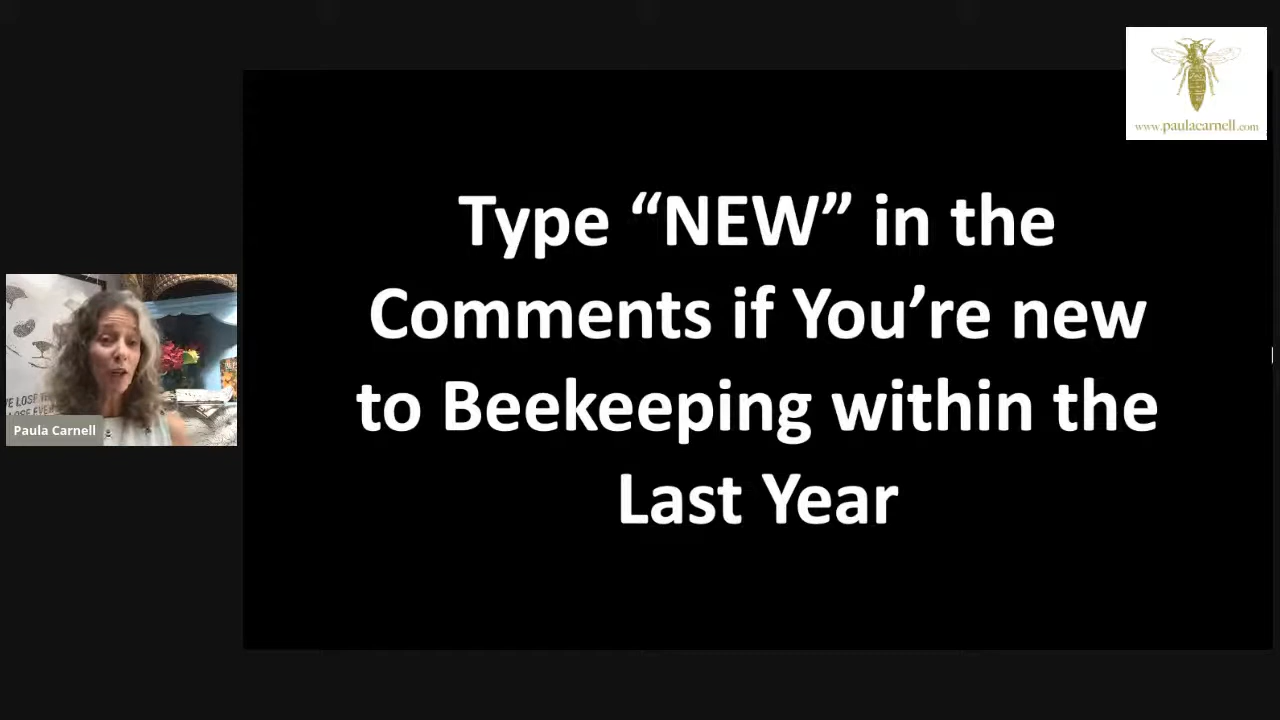 www.paulacarnell.com
Type “NEW” in the
Comments if You’re new
to Beekeeping within the
Last Year
Paula Carnell